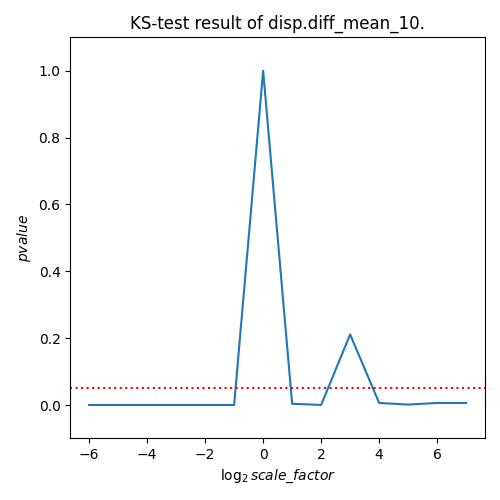 KS-test result of disp.diff_mean_10.
1.0
0.8
0.6
0.4
0.2
0.0
pvalue
−6 −4 −2 0 2 4 6
log₂ scale_factor